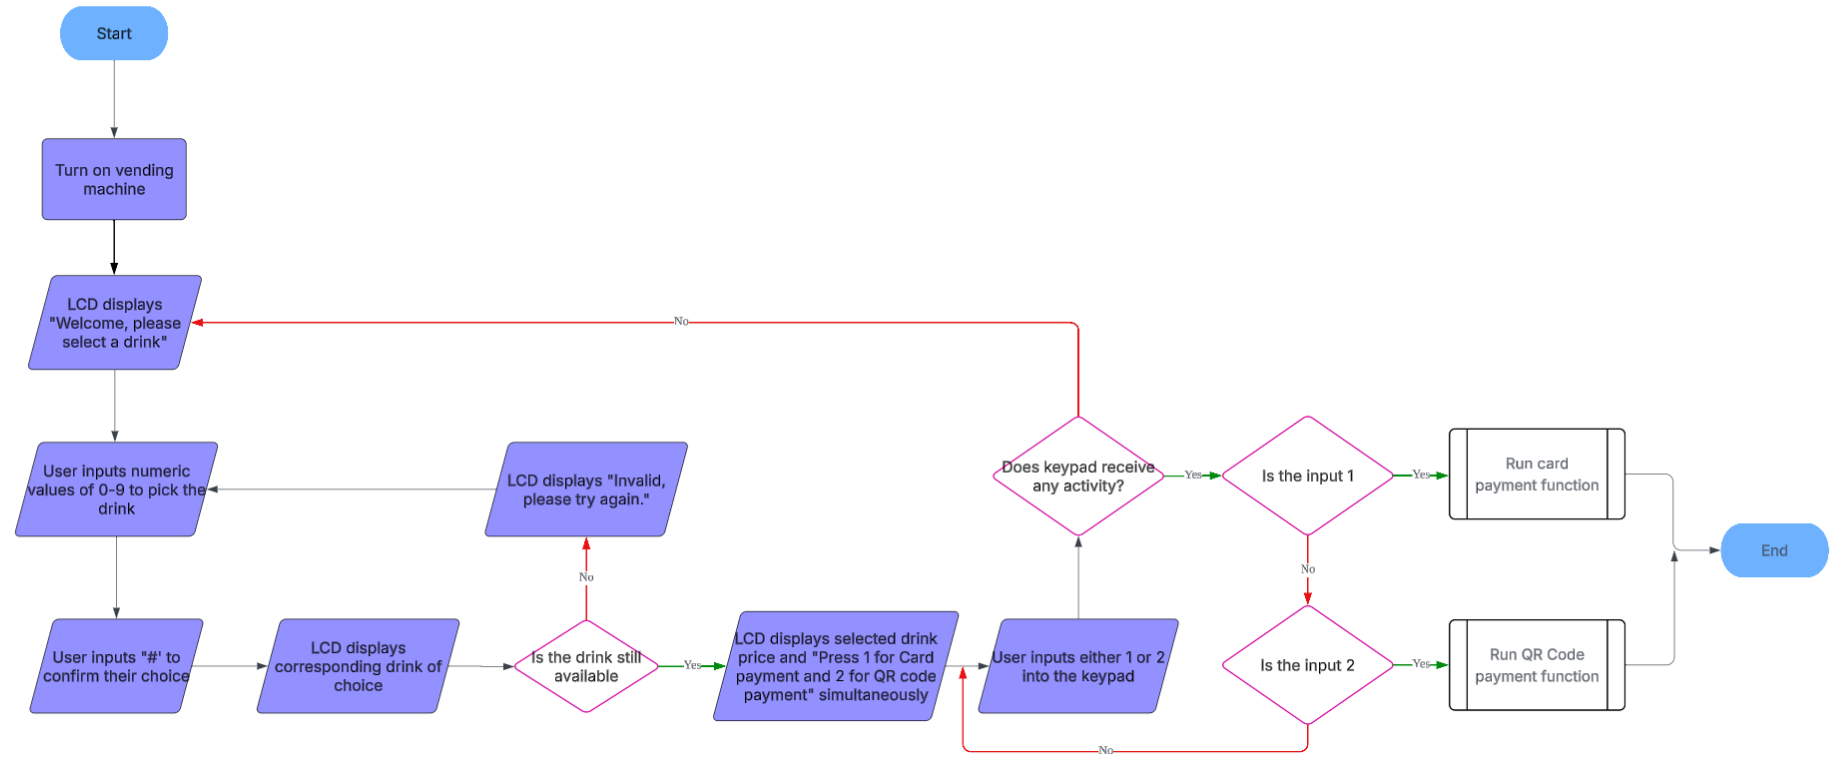 Start
Turn on vending
machine
LCD displays
"Welcome, please
select a drink"
No
User inputs numeric
values of 0-9 to pick the
drink
LCD displays "Invalid,
please try again."
No
User inputs "#' to
confirm their choice
LCD displays
corresponding drink of
choice
Is the drink still
available
Yes
LCD displays selected drink
price and "Press 1 for Card
payment and 2 for QR code
payment" simultaneously
User inputs either 1 or 2
into the keypad
Does keypad receive
any activity?
Yes
Is the input 1
Yes
Run card
payment function
No
Is the input 2
Yes
Run QR Code
payment function
No
End